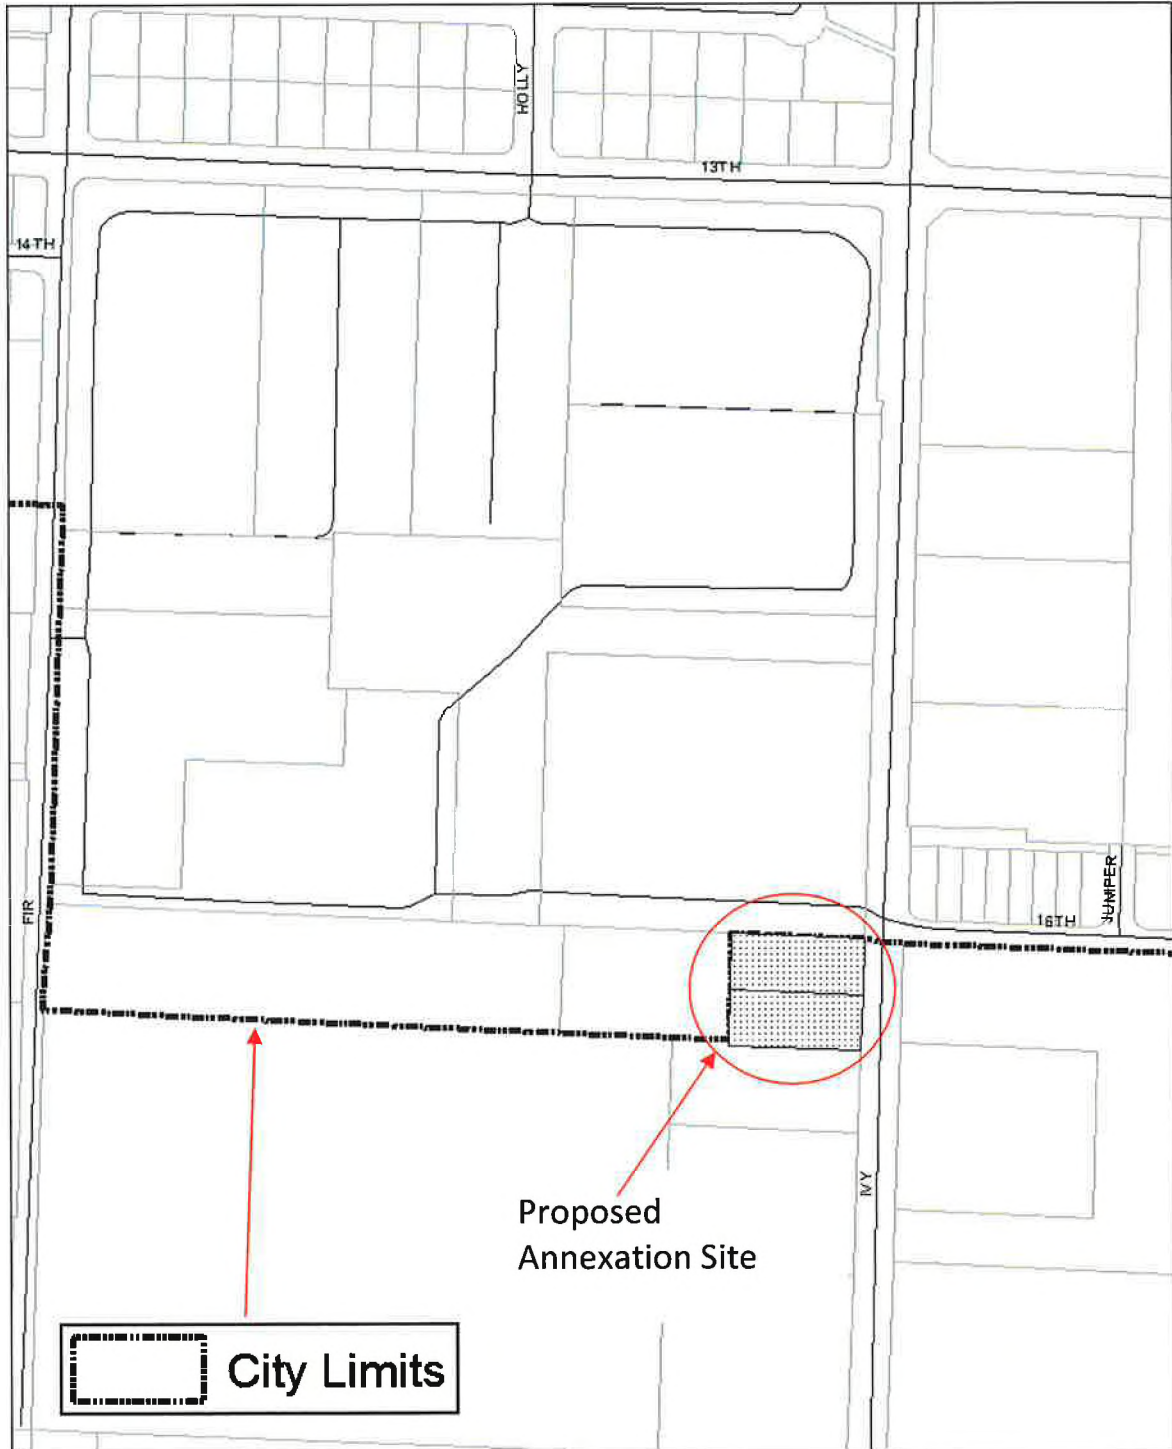 HOLLY
13TH
14TH
FIR
JUNIPER
16TH
IVY
Proposed
Annexation Site
City Limits